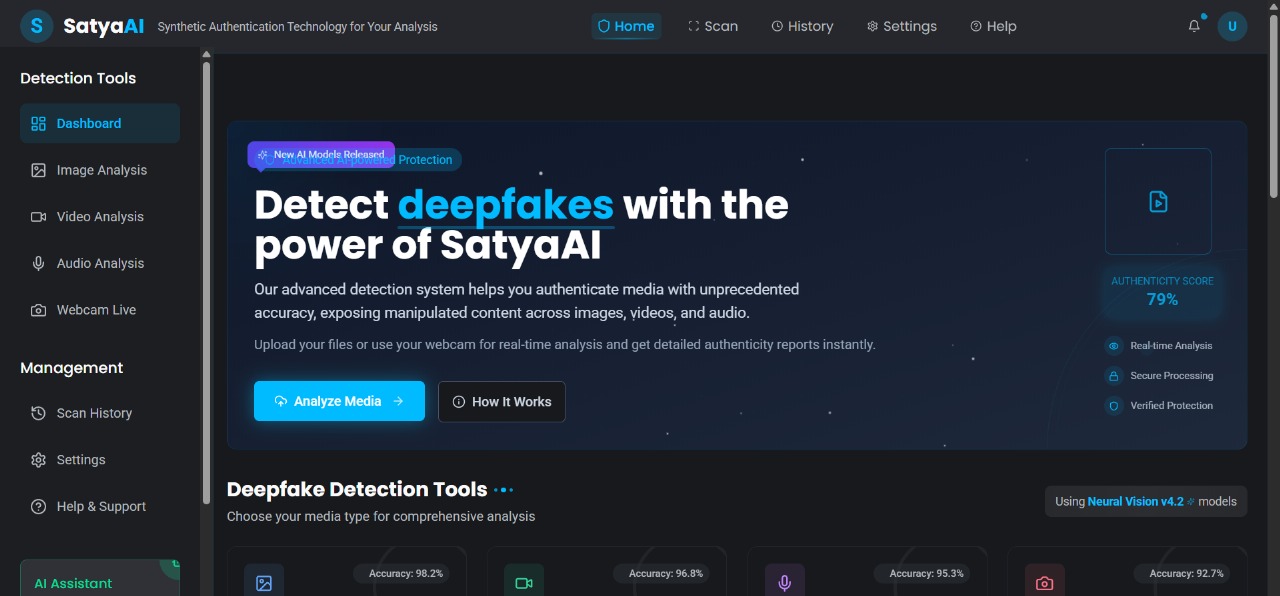 S SatyaAI Synthetic Authentication Technology for Your Analysis Home Scan History Settings Help U
Detection Tools
Dashboard
Image Analysis
Video Analysis
Audio Analysis
Webcam Live
Management
Scan History
Settings
Help & Support
AI Assistant
New AI Models Released
Advanced AI-powered Protection
Detect deepfakes with the
power of SatyaAI
Our advanced detection system helps you authenticate media with unprecedented
accuracy, exposing manipulated content across images, videos, and audio.
Upload your files or use your webcam for real-time analysis and get detailed authenticity reports instantly.
Analyze Media
How It Works
AUTHENTICITY SCORE
79%
Real-time Analysis
Secure Processing
Verified Protection
Deepfake Detection Tools
Choose your media type for comprehensive analysis
Using Neural Vision v4.2 models
Accuracy: 98.2%
Accuracy: 96.8%
Accuracy: 95.3%
Accuracy: 92.7%